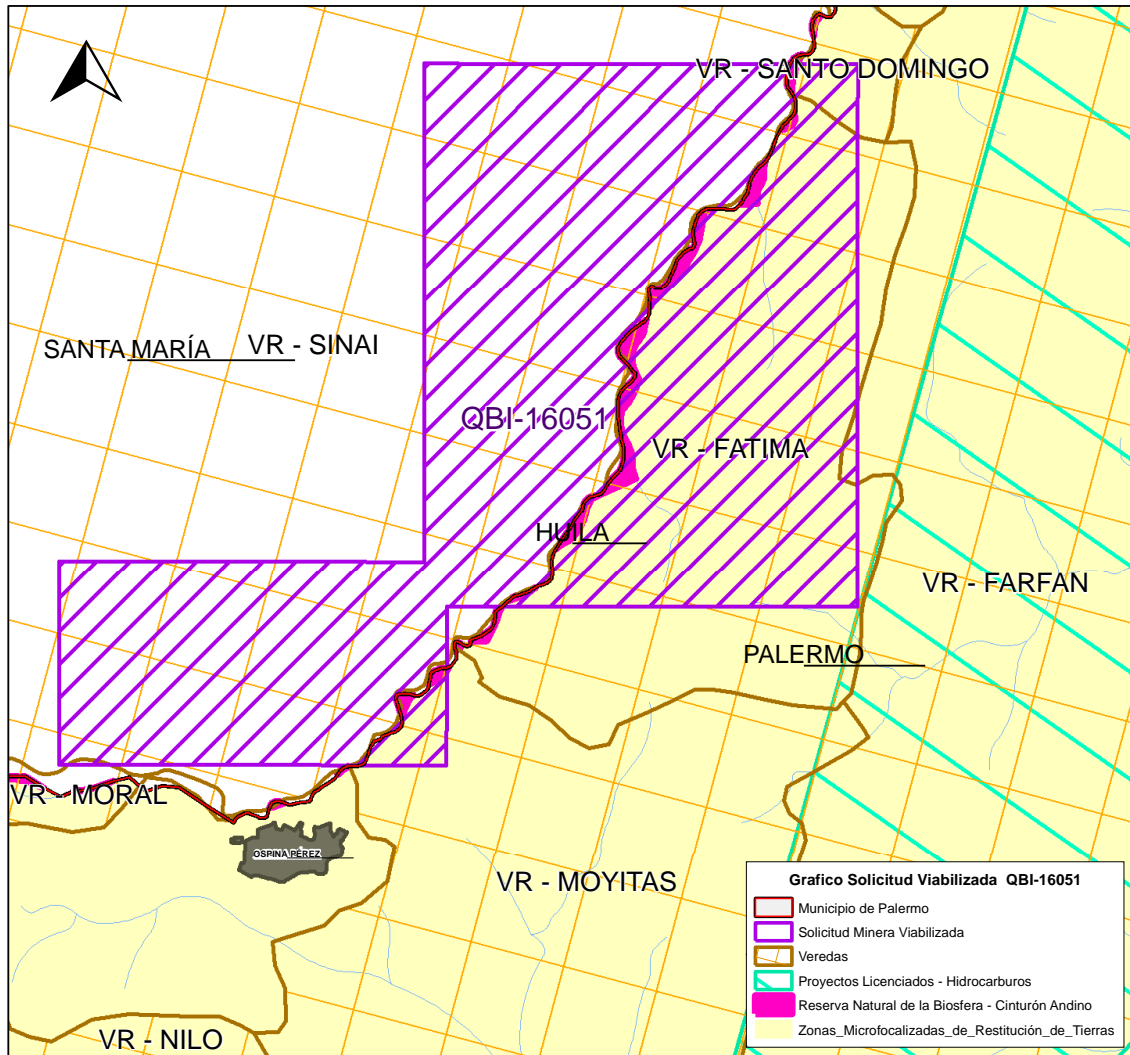 VR - SANTO DOMINGO
SANTA MARÍA
VR - SINAI
QBI-16051
VR - FATIMA
HUILA
VR - FARFAN
PALERMO
VR - MORAL
OSPINA PÉREZ
VR - MOYITAS
VR - NILO
Grafico Solicitud Viabilizada QBI-16051
Municipio de Palermo
Solicitud Minera Viabilizada
Veredas
Proyectos Licenciados - Hidrocarburos
Reserva Natural de la Biosfera - Cinturón Andino
Zonas_Microfocalizadas_de_Restitución_de_Tierras